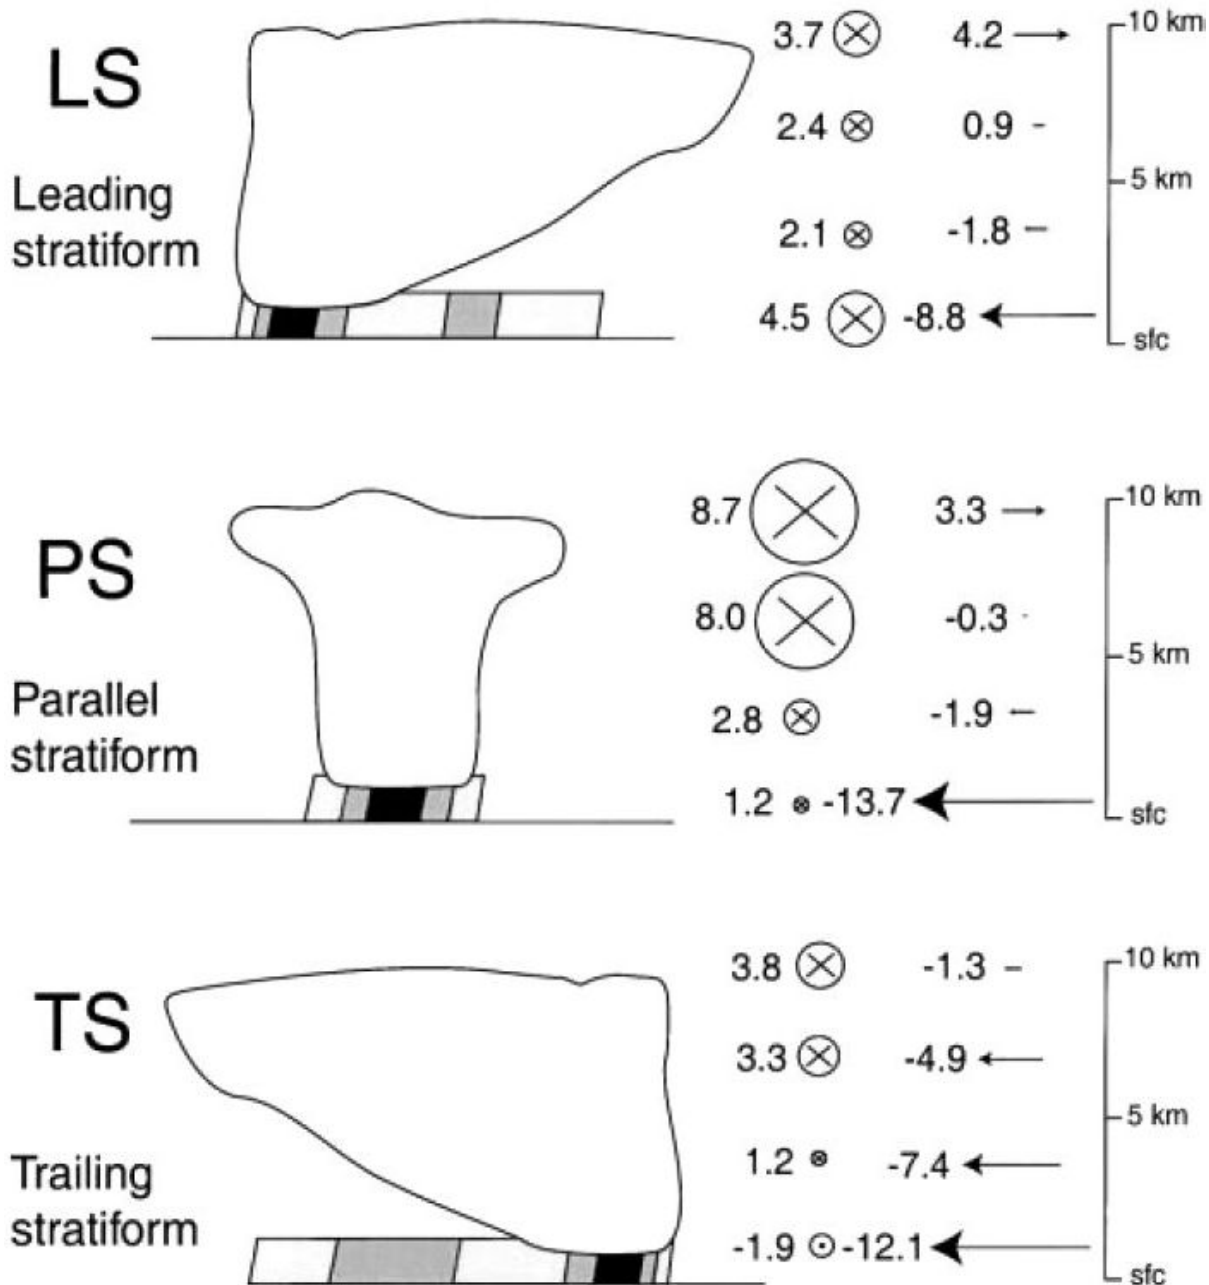 LS
Leading
stratiform
3.7 4.2 10 km
2.4 0.9
5 km
2.1 -1.8
4.5 -8.8
sfc
PS
Parallel
stratiform
8.7 3.3 10 km
8.0 -0.3
5 km
2.8 -1.9
1.2 -13.7
sfc
TS
Trailing
stratiform
3.8 -1.3 10 km
3.3 -4.9
5 km
1.2 -7.4
-1.9 -12.1
sfc